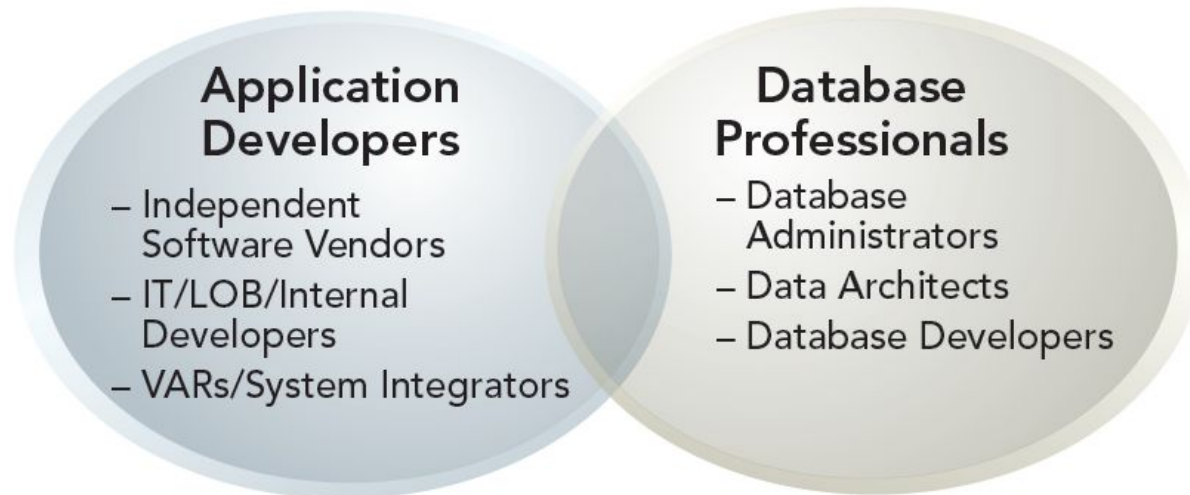 Application
Developers
– Independent
Software Vendors
– IT/LOB/Internal
Developers
– VARs/System Integrators
Database
Professionals
– Database
Administrators
– Data Architects
– Database Developers